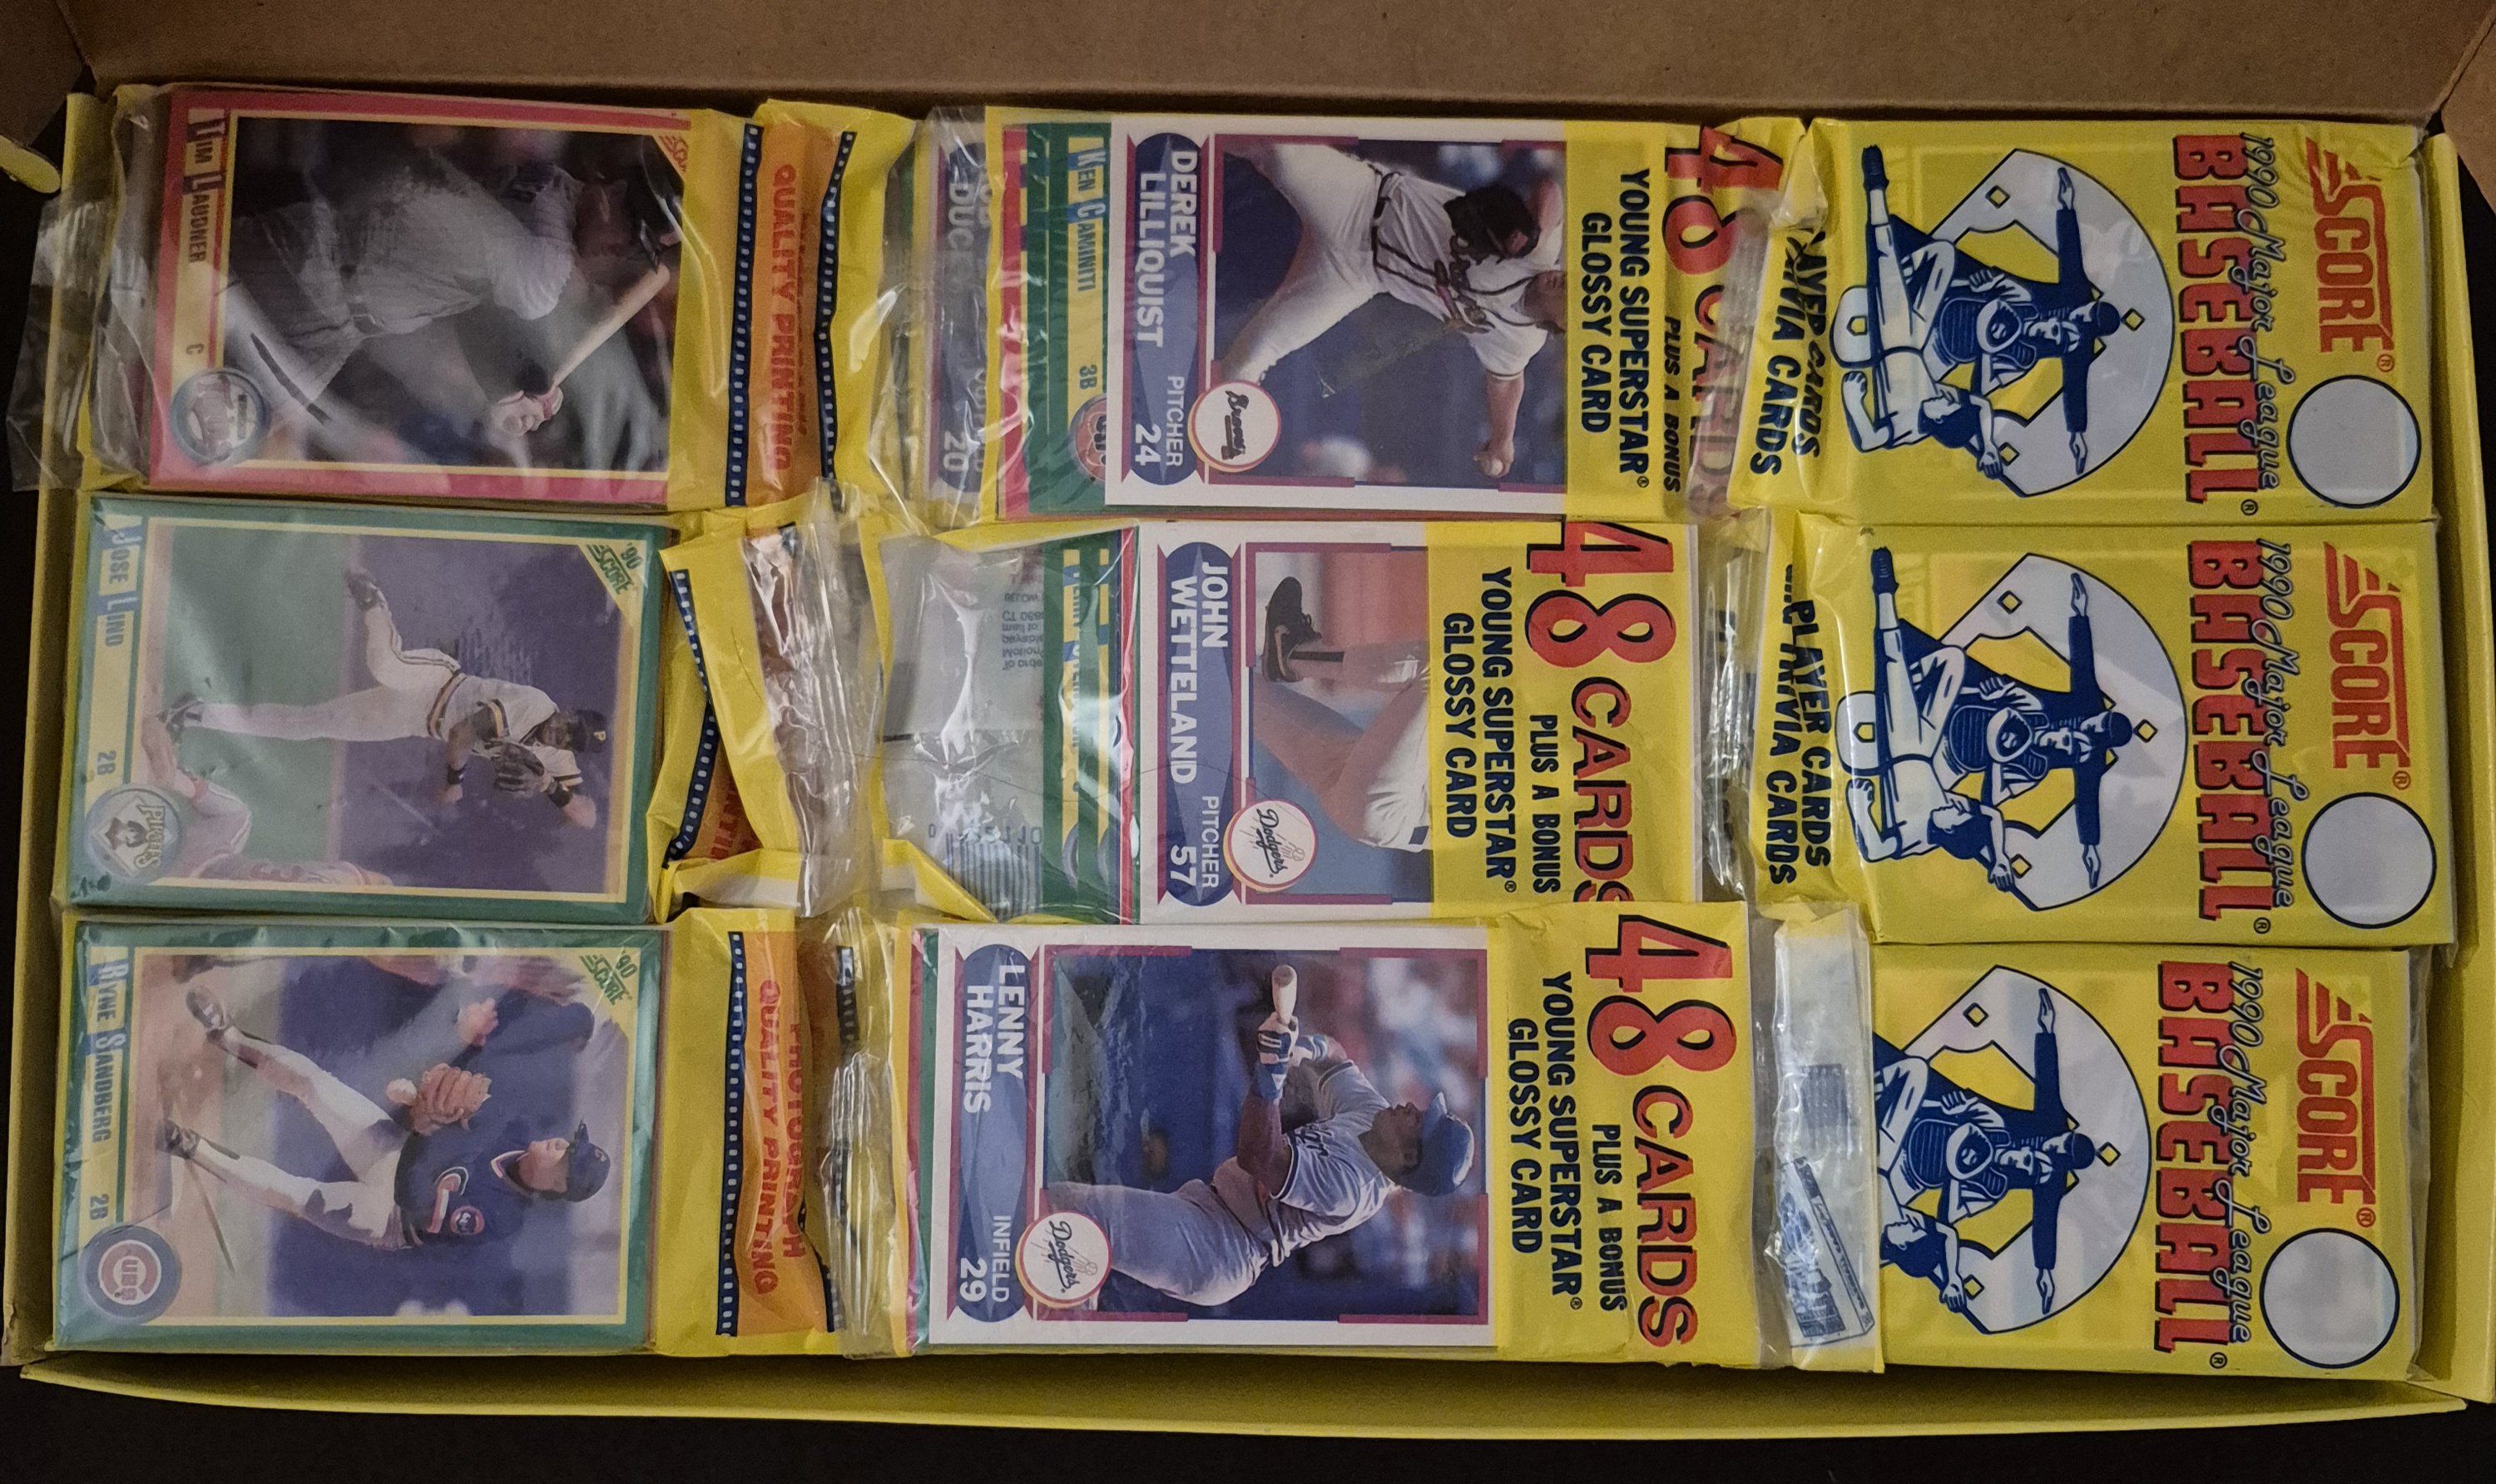 TIM LAUDNER
C
SCORE
QUALITY PRINTING
20
KEN CAMINITI
3B
DEREK
LILLIQUIST
PITCHER
24
Braves
YOUNG SUPERSTAR®
GLOSSY CARD
48 CARDS
PLUS A BONUS
PLAYER CARDS
TRIVIA CARDS
SCORE®
1990 Major League
BASEBALL®
JOSE LIND
2B
PIRATES
'90
SCORE
JOHN
WETTELAND
PITCHER
57
Dodgers
48 CARDS
PLUS A BONUS
YOUNG SUPERSTAR®
GLOSSY CARD
PLAYER CARDS
TRIVIA CARDS
SCORE®
1990 Major League
BASEBALL®
RYNE SANDBERG
2B
CUBS
'90
SCORE
PHOTOGRAPH
QUALITY PRINTING
LENNY
HARRIS
INFIELD
29
Dodgers
48 CARDS
PLUS A BONUS
YOUNG SUPERSTAR®
GLOSSY CARD
SCORE®
1990 Major League
BASEBALL®